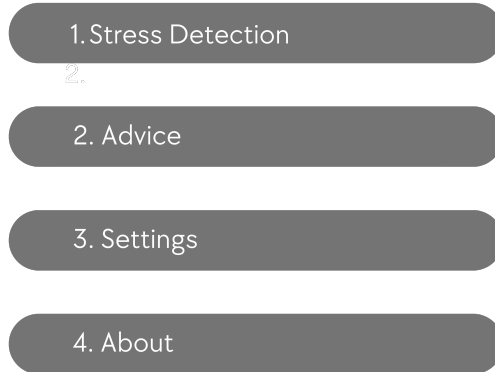 1. Stress Detection
2.
2. Advice
3. Settings
4. About